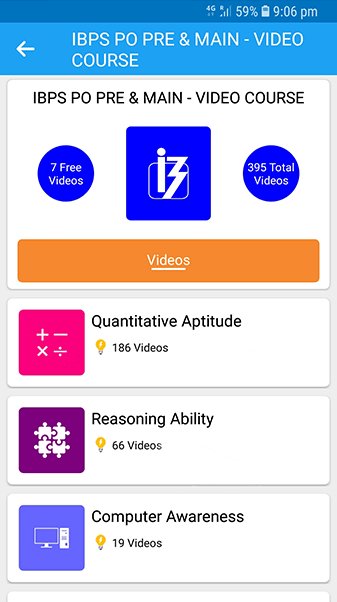 4G 59% 9:06 pm
IBPS PO PRE & MAIN - VIDEO
COURSE
IBPS PO PRE & MAIN - VIDEO COURSE
7 Free
Videos
395 Total
Videos
Videos
Quantitative Aptitude
186 Videos
Reasoning Ability
66 Videos
Computer Awareness
19 Videos